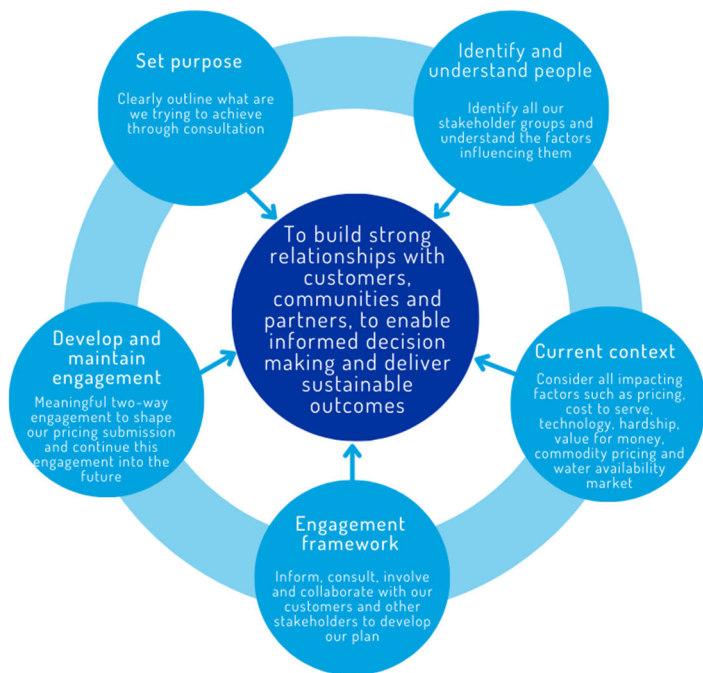 Set purpose
Clearly outline what are
we trying to achieve
through consultation
Identify and
understand people
Identify all our
stakeholder groups and
understand the factors
influencing them
To build strong
relationships with
customers,
communities and
partners, to enable
informed decision
making and deliver
sustainable
outcomes
Current context
Consider all impacting
factors such as pricing,
cost to serve,
technology, hardship,
value for money,
commodity pricing and
water availability
market
Engagement
framework
Inform, consult, involve
and collaborate with our
customers and other
stakeholders to develop
our plan
Develop and
maintain
engagement
Meaningful two-way
engagement to shape
our pricing submission
and continue this
engagement into the
future